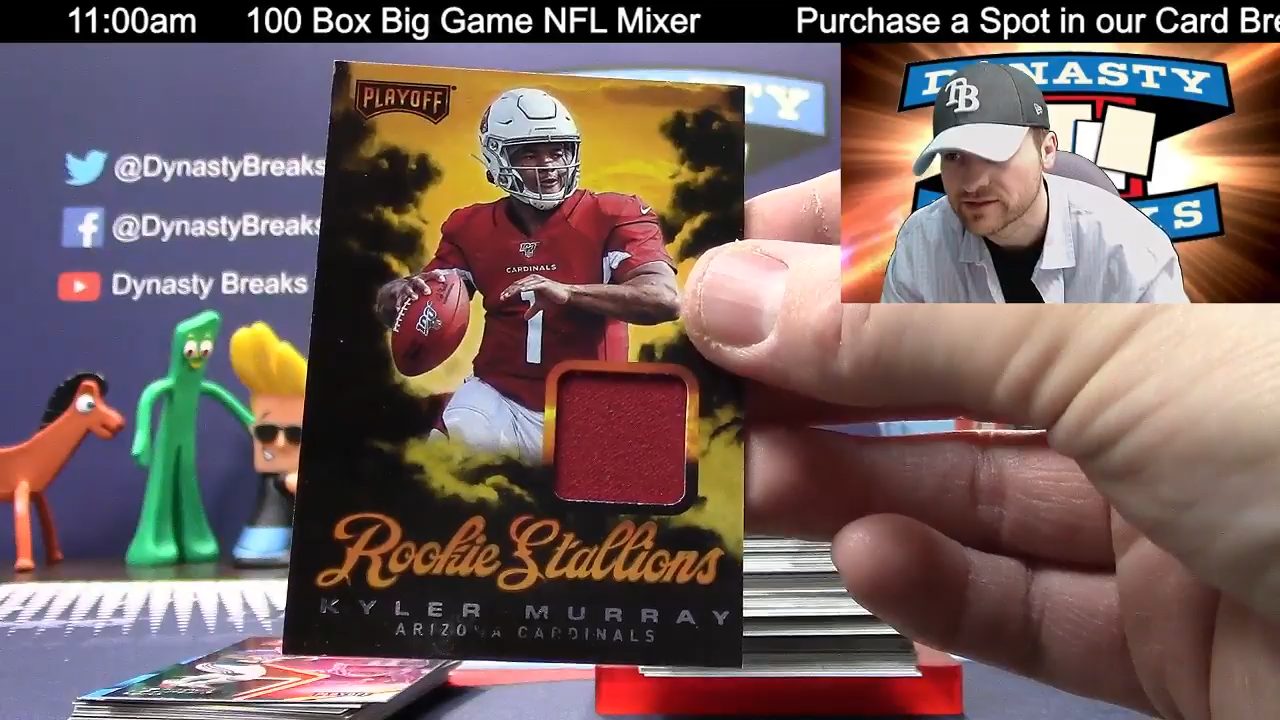 11:00am 100 Box Big Game NFL Mixer Purchase a Spot in our Card Bre
@DynastyBreaks
@DynastyBreaks
Dynasty Breaks
PLAYOFF
CARDINALS
1
Rookie Stallions
KYLER MURRAY
ARIZONA CARDINALS
DYNASTY
TB
PLAYOFF